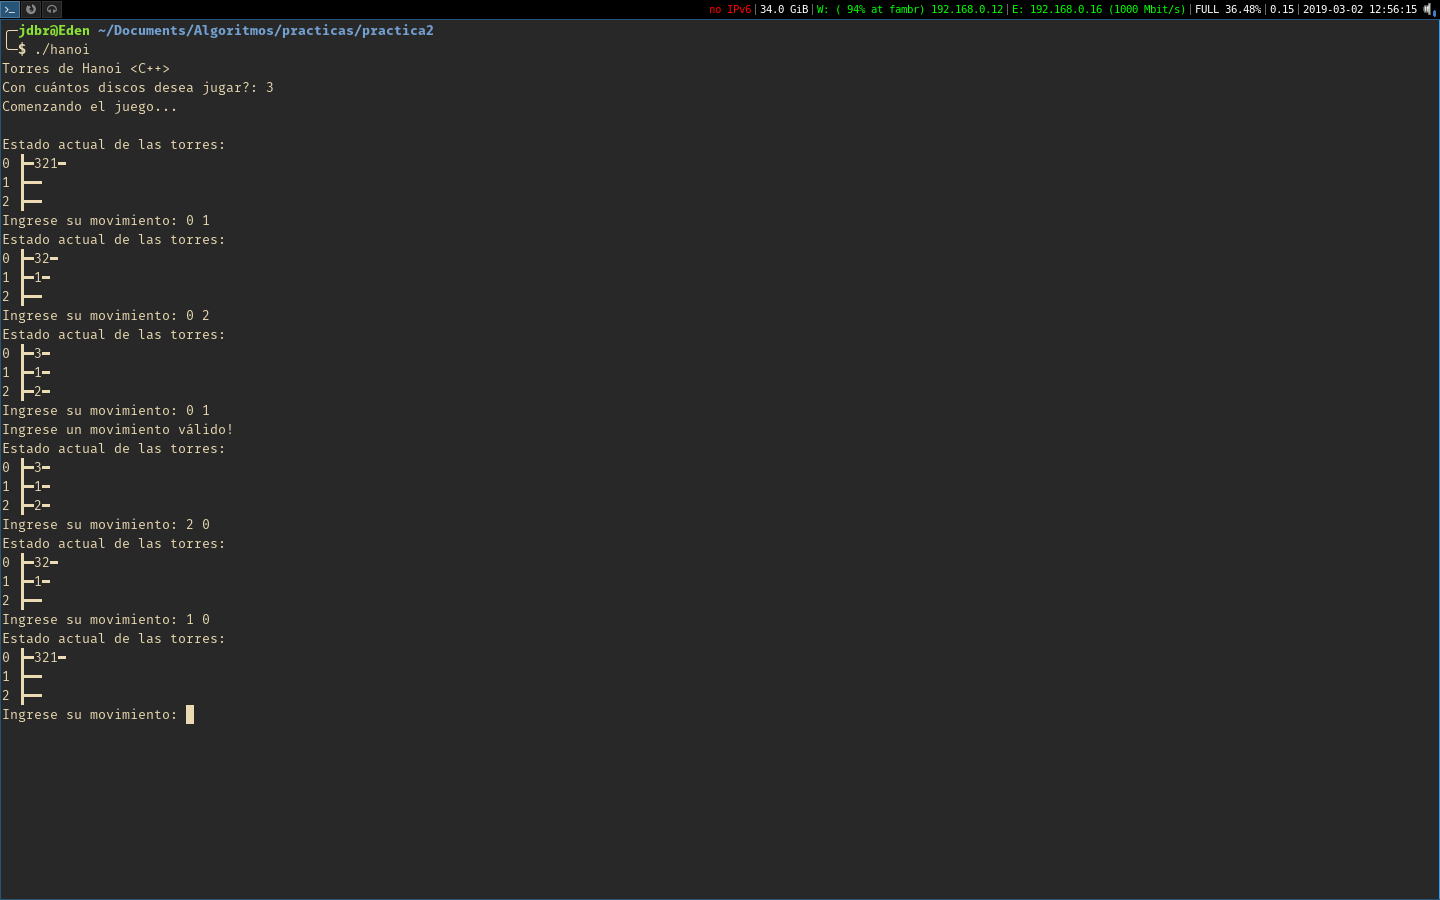 no IPv6|34.0 GiB|W: ( 94% at fambr) 192.168.0.12|E: 192.168.0.16 (1000 Mbit/s)|FULL 36.48%|0.15|2019-03-02 12:56:15
jdbr@Eden ~/Documents/Algoritmos/practicas/practica2
$ ./hanoi
Torres de Hanoi <C++>
Con cuántos discos desea jugar?: 3
Comenzando el juego...
Estado actual de las torres:
0 ┣━321━
1 ┣━━
2 ┣━━
Ingrese su movimiento: 0 1
Estado actual de las torres:
0 ┣━32━
1 ┣━1━
2 ┣━━
Ingrese su movimiento: 0 2
Estado actual de las torres:
0 ┣━3━
1 ┣━1━
2 ┣━2━
Ingrese su movimiento: 0 1
Ingrese un movimiento válido!
Estado actual de las torres:
0 ┣━3━
1 ┣━1━
2 ┣━2━
Ingrese su movimiento: 2 0
Estado actual de las torres:
0 ┣━32━
1 ┣━1━
2 ┣━━
Ingrese su movimiento: 1 0
Estado actual de las torres:
0 ┣━321━
1 ┣━━
2 ┣━━
Ingrese su movimiento: